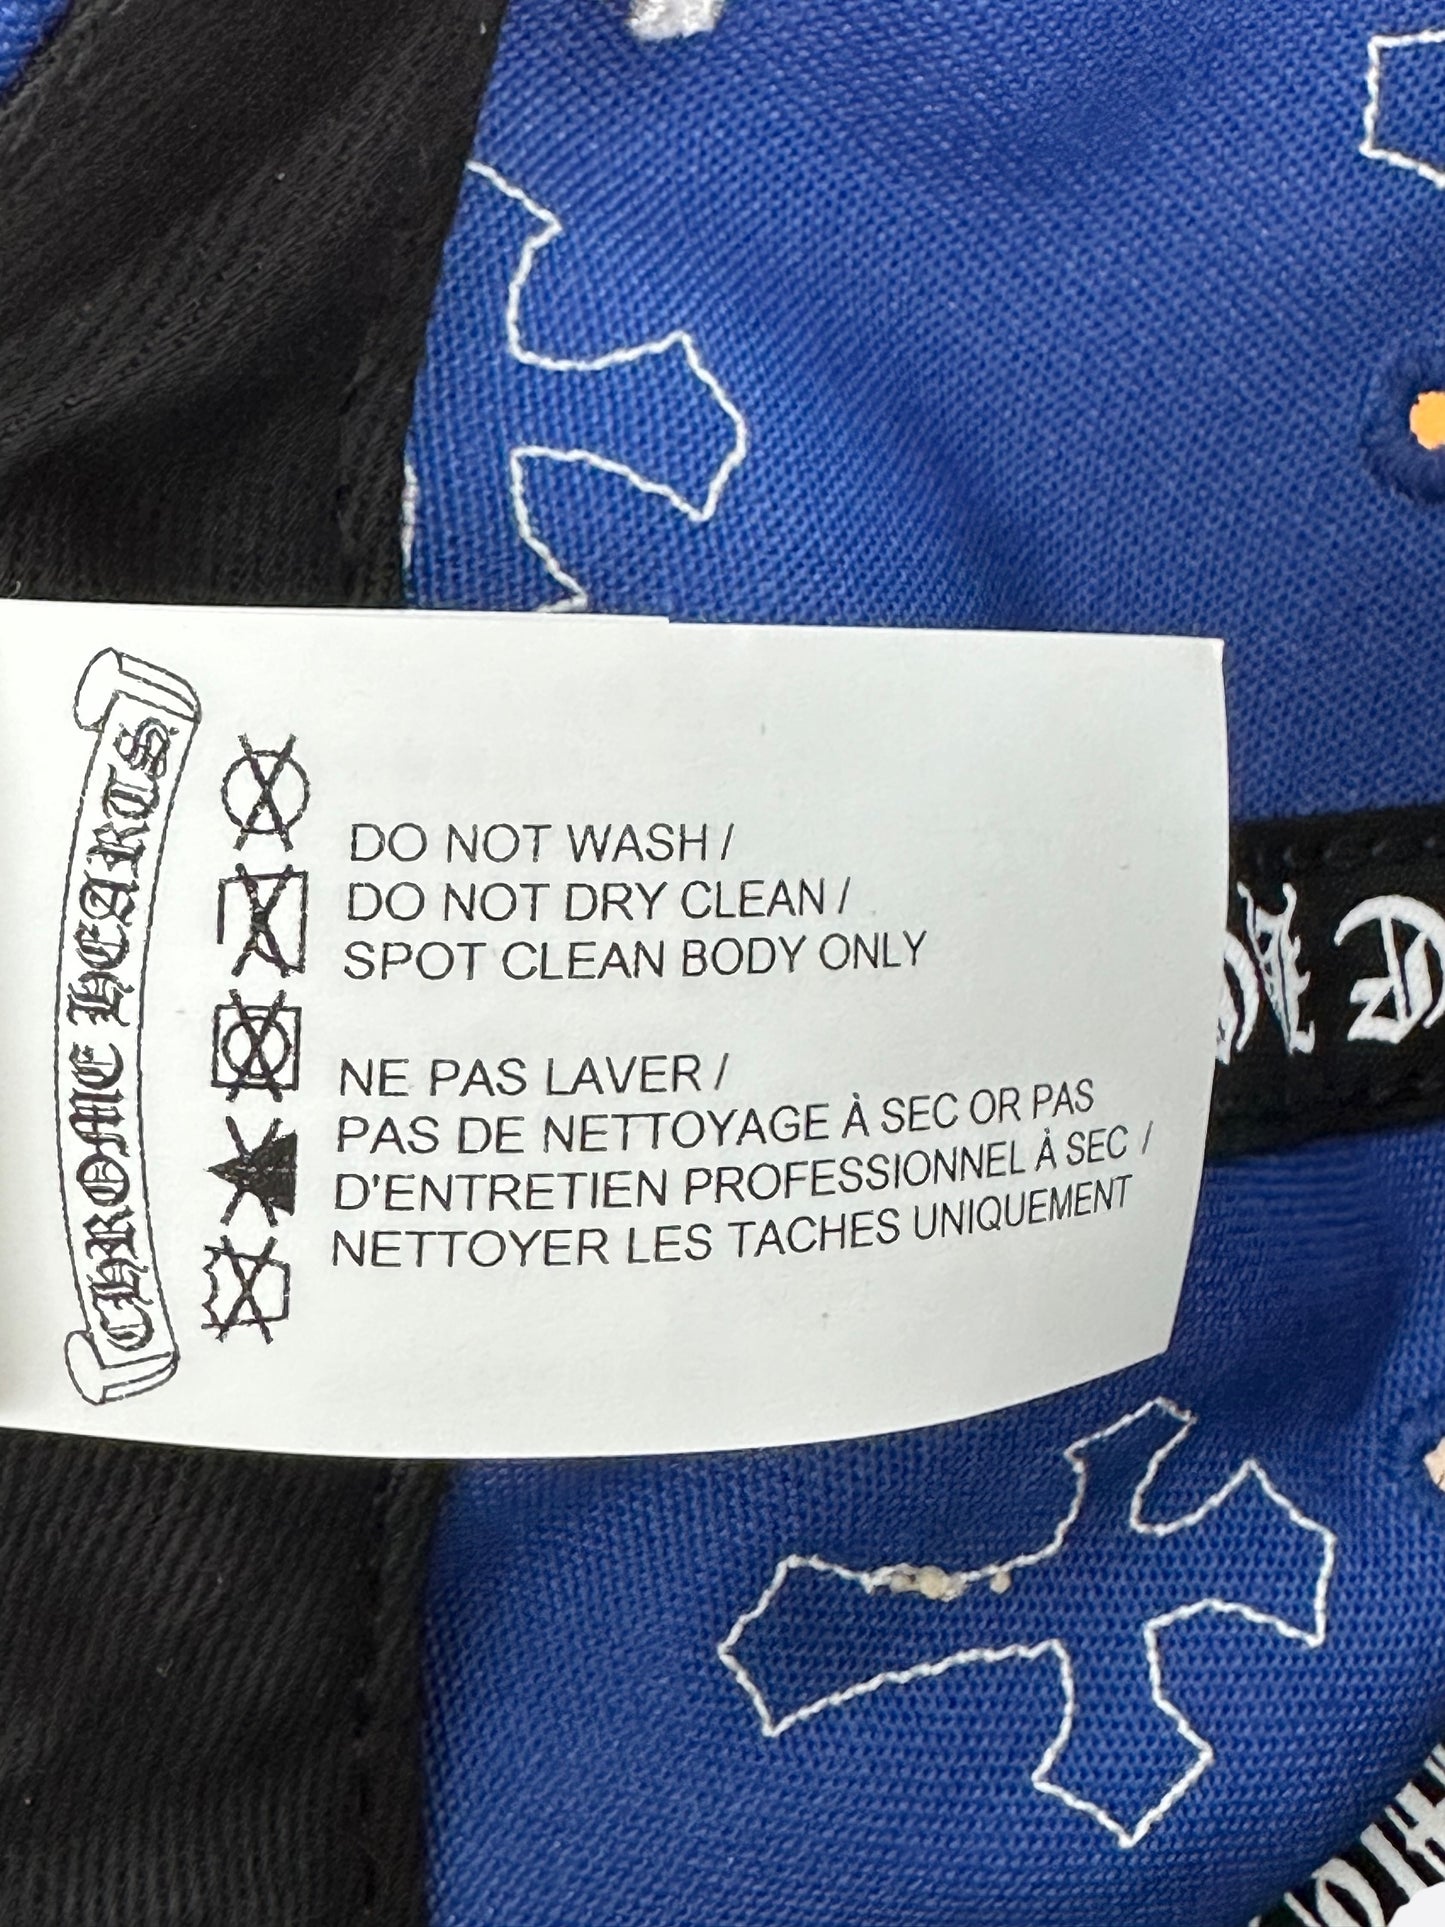 CHROME HEARTS
DO NOT WASH /
DO NOT DRY CLEAN /
SPOT CLEAN BODY ONLY
NE PAS LAVER /
PAS DE NETTOYAGE À SEC OR PAS
D'ENTRETIEN PROFESSIONNEL À SEC /
NETTOYER LES TACHES UNIQUEMENT